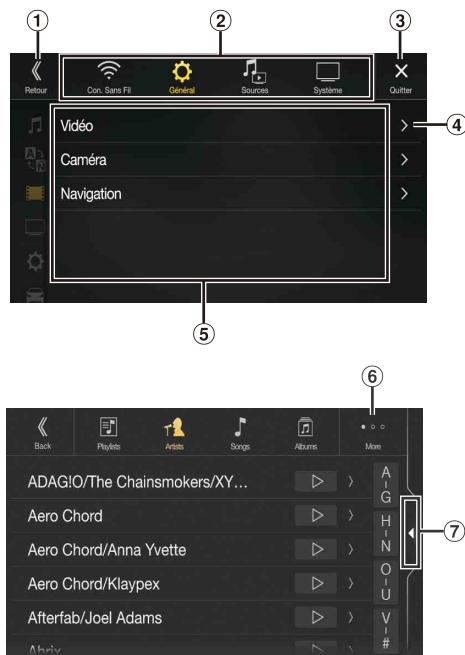 1 2 3
Retour Con. Sans Fil Général Sources Système Quitter
Vidéo
4
Caméra
Navigation
5
6
Back Playlists Artists Songs Albums More
ADAG!O/The Chainsmokers/XY...
A-G
Aero Chord
H-N
7
Aero Chord/Anna Yvette
Aero Chord/Klaypex
O-U
Afterfab/Joel Adams
V-#
Ahrix